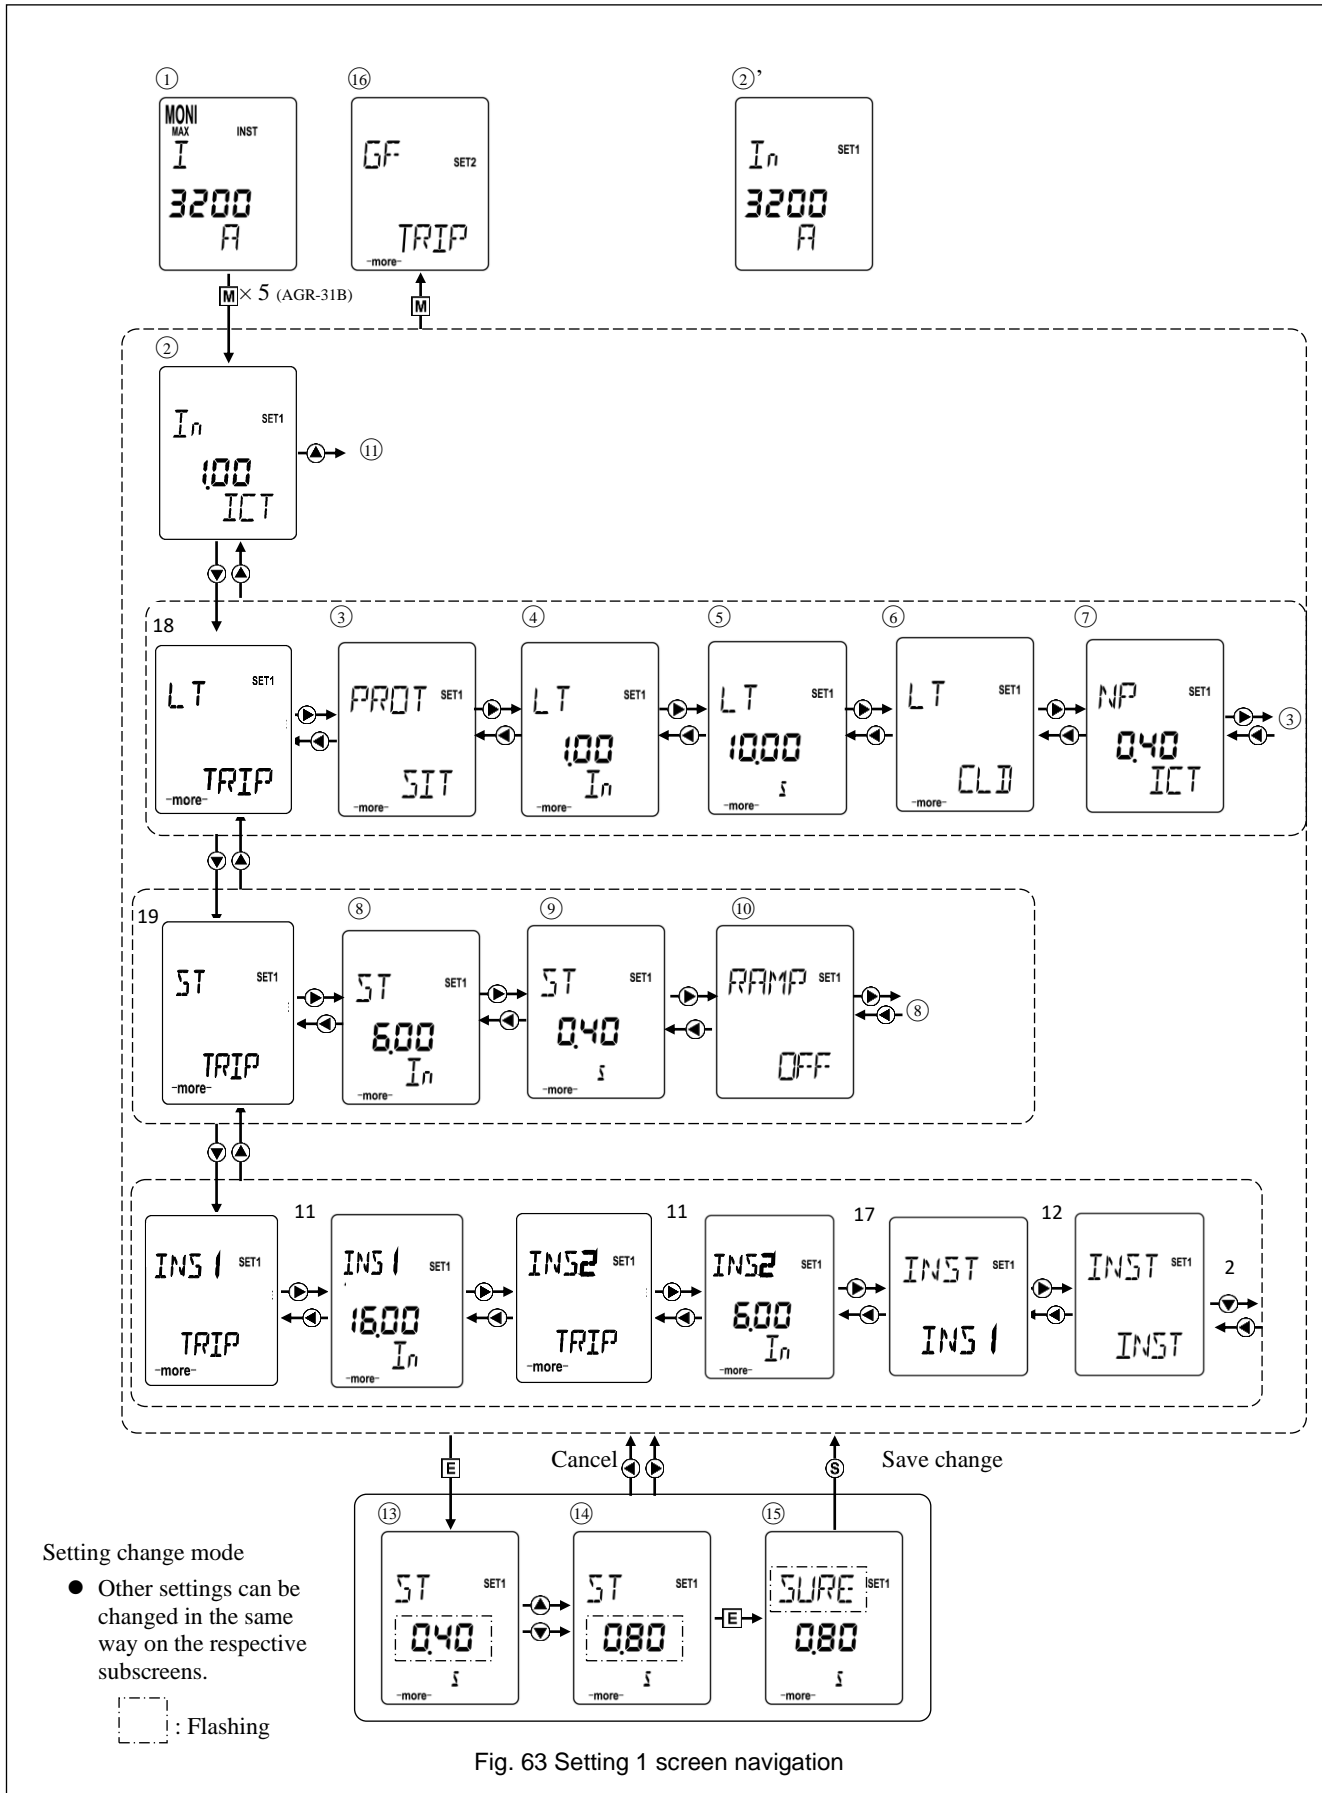 ① ⑯ ②’
MONI
MAX INST
I
3200
A
GF SET2
TRIP
-more-
In SET1
3200
A
M × 5 (AGR-31B)
M
②
In SET1
1.00
ICT
⑪
18 ③ ④ ⑤ ⑥ ⑦
LT SET1
TRIP
-more-
PROT SET1
SIT
-more-
LT SET1
1.00
In
-more-
LT SET1
10.00
s
-more-
LT SET1
CLD
-more-
NP SET1
0.40
ICT
③
19 ⑧ ⑨ ⑩
ST SET1
TRIP
-more-
ST SET1
6.00
In
-more-
ST SET1
0.40
s
-more-
RAMP SET1
OFF
⑧
11 11 17 12
INS1 SET1
TRIP
-more-
INS1 SET1
16.00
In
-more-
INS2 SET1
TRIP
-more-
INS2 SET1
6.00
In
-more-
INST SET1
INS1
INST SET1
INST
2
E
Cancel
S
Save change
⑬ ⑭ ⑮
ST SET1
0.40
s
-more-
ST SET1
0.80
s
-more-
E
SURE SET1
0.80
s
-more-
Setting change mode
● Other settings can be
changed in the same
way on the respective
subscreens.
: Flashing
Fig. 63 Setting 1 screen navigation